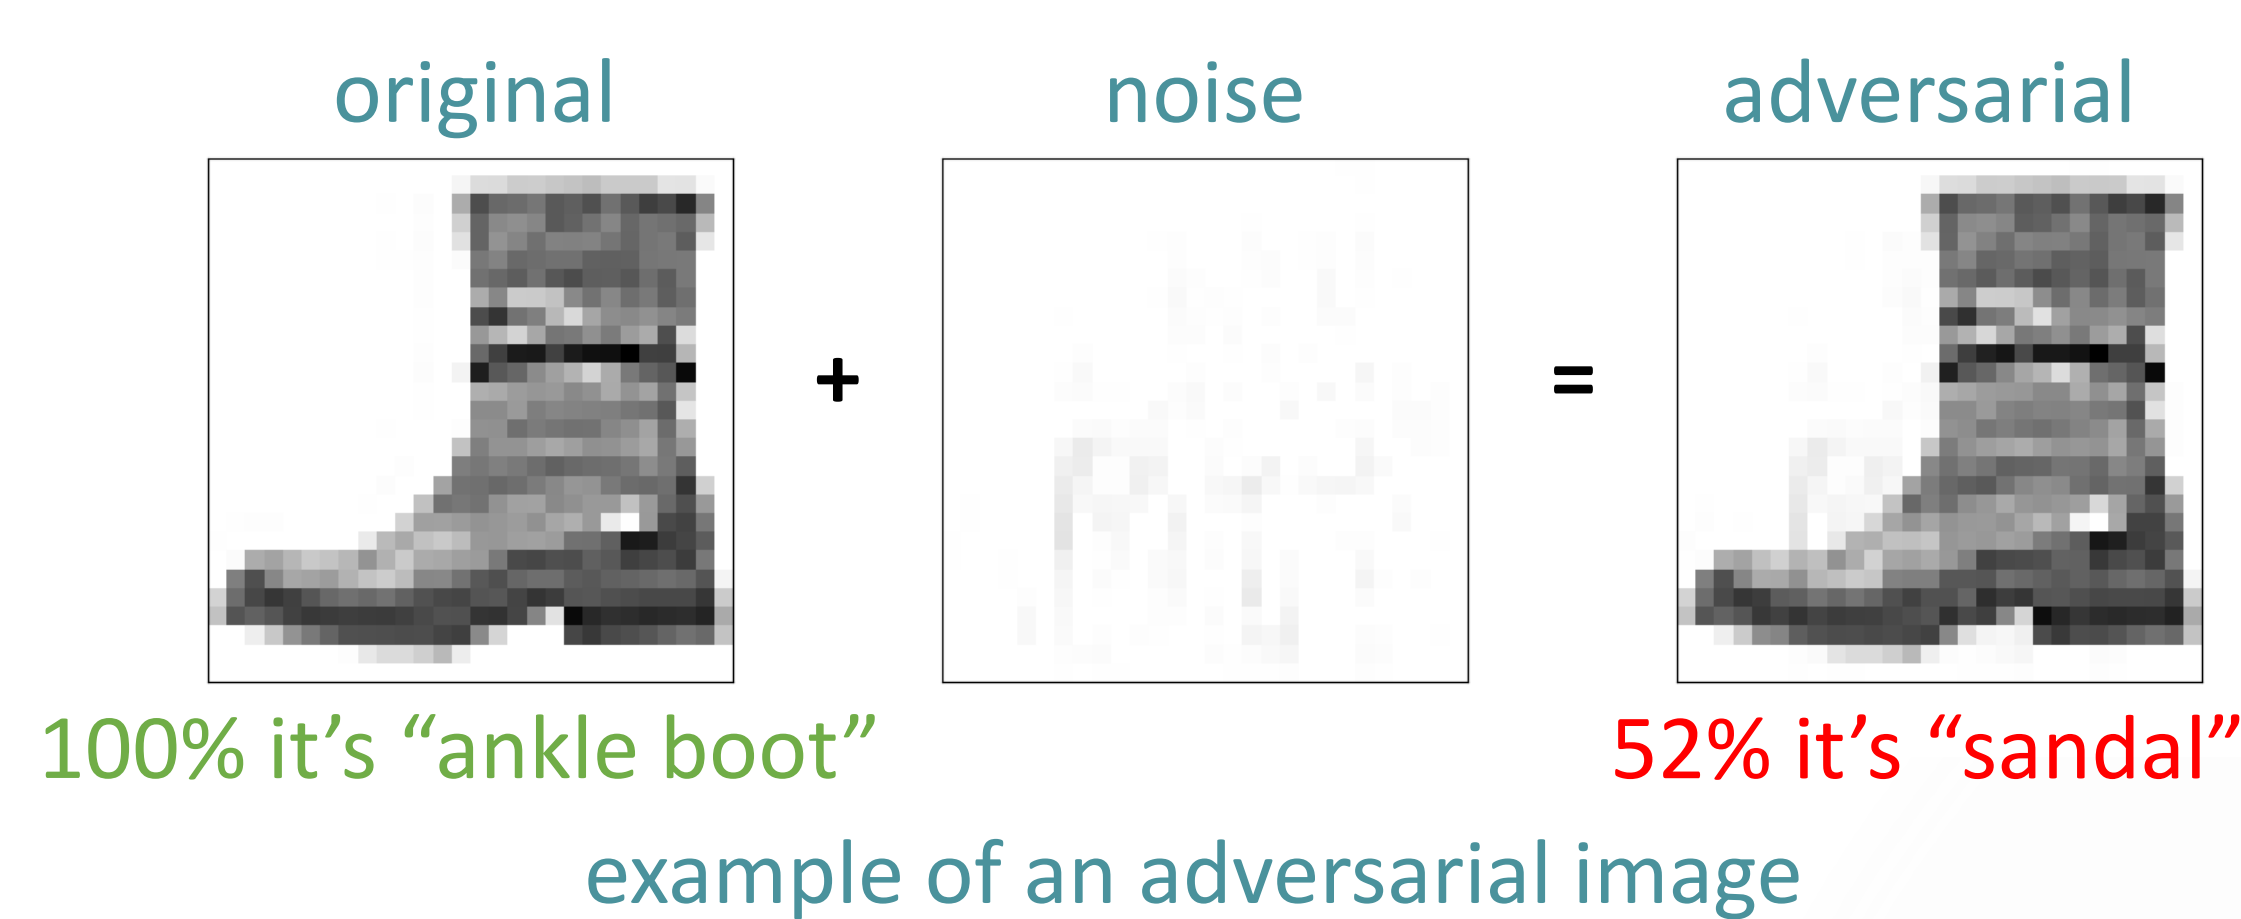 original noise adversarial
+ =
100% it's “ankle boot” 52% it's “sandal”
example of an adversarial image